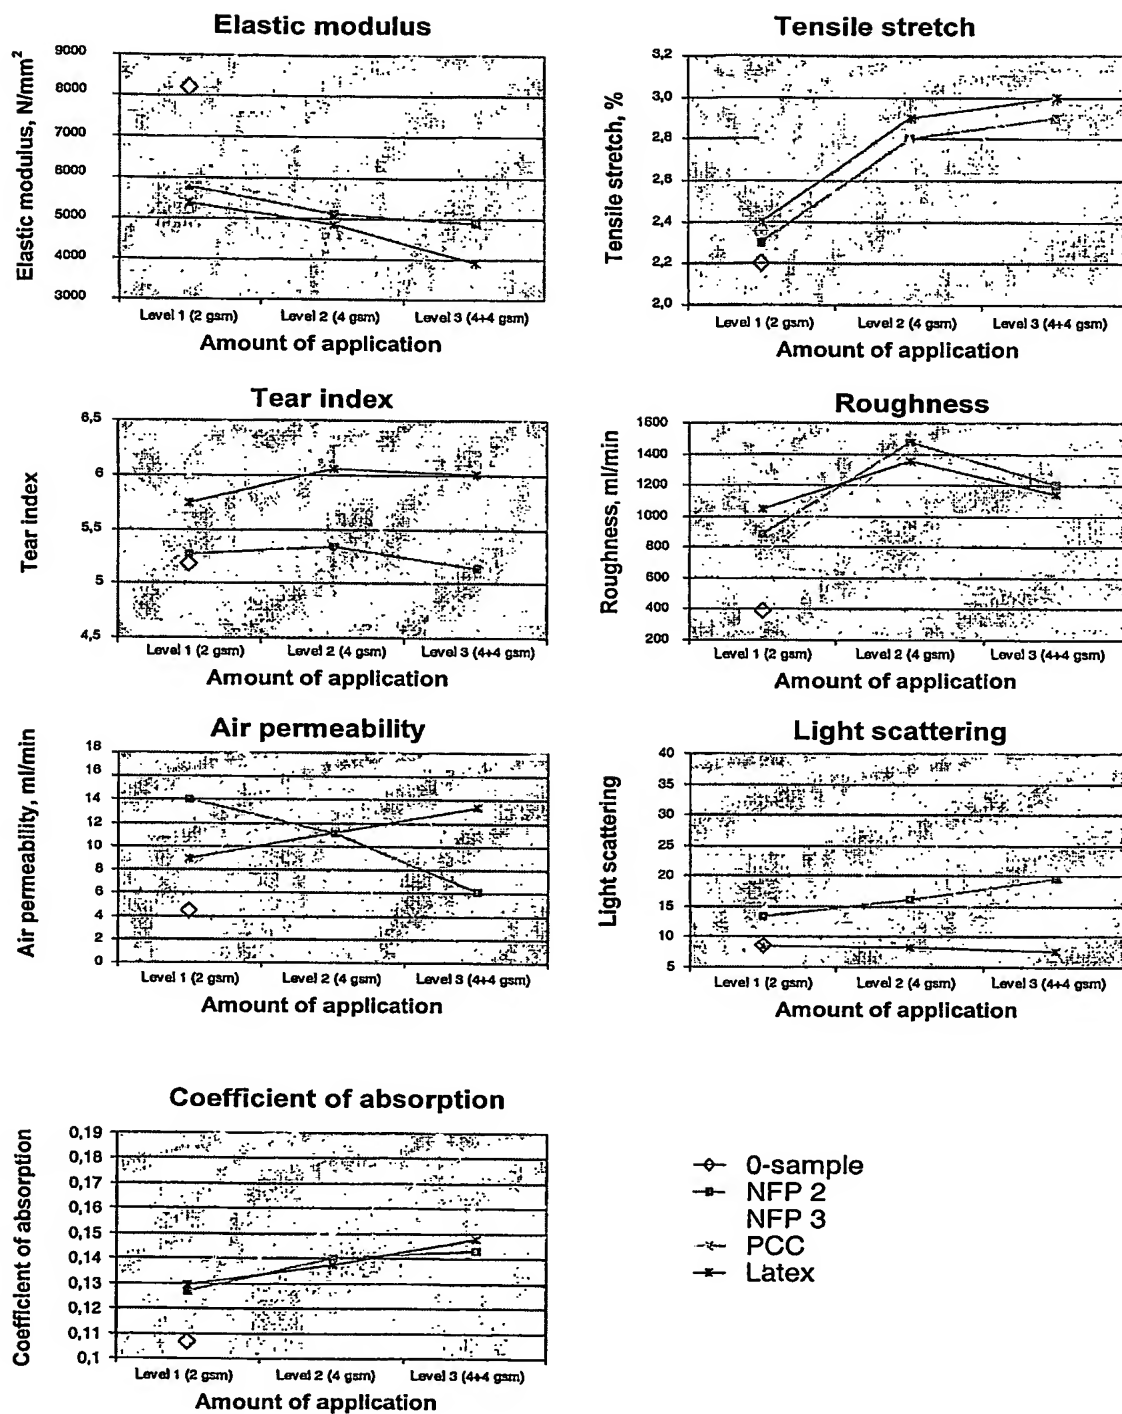 Elastic modulus
Elastic modulus, N/mm²
9000
8000
7000
6000
5000
4000
3000
Level 1 (2 gsm) Level 2 (4 gsm) Level 3 (4+4 gsm)
Amount of application
Tensile stretch
Tensile stretch, %
3,2
3,0
2,8
2,6
2,4
2,2
2,0
Level 1 (2 gsm) Level 2 (4 gsm) Level 3 (4+4 gsm)
Amount of application
Tear index
Tear index
6,5
6
5,5
5
4,5
Level 1 (2 gsm) Level 2 (4 gsm) Level 3 (4+4 gsm)
Amount of application
Roughness
Roughness, ml/min
1600
1400
1200
1000
800
600
400
200
Level 1 (2 gsm) Level 2 (4 gsm) Level 3 (4+4 gsm)
Amount of application
Air permeability
Air permeability, ml/min
18
16
14
12
10
8
6
4
2
0
Level 1 (2 gsm) Level 2 (4 gsm) Level 3 (4+4 gsm)
Amount of application
Light scattering
Light scattering
40
35
30
25
20
15
10
5
Level 1 (2 gsm) Level 2 (4 gsm) Level 3 (4+4 gsm)
Amount of application
Coefficient of absorption
Coefficient of absorption
0,19
0,18
0,17
0,16
0,15
0,14
0,13
0,12
0,11
0,1
Level 1 (2 gsm) Level 2 (4 gsm) Level 3 (4+4 gsm)
Amount of application
0-sample
NFP 2
NFP 3
PCC
Latex